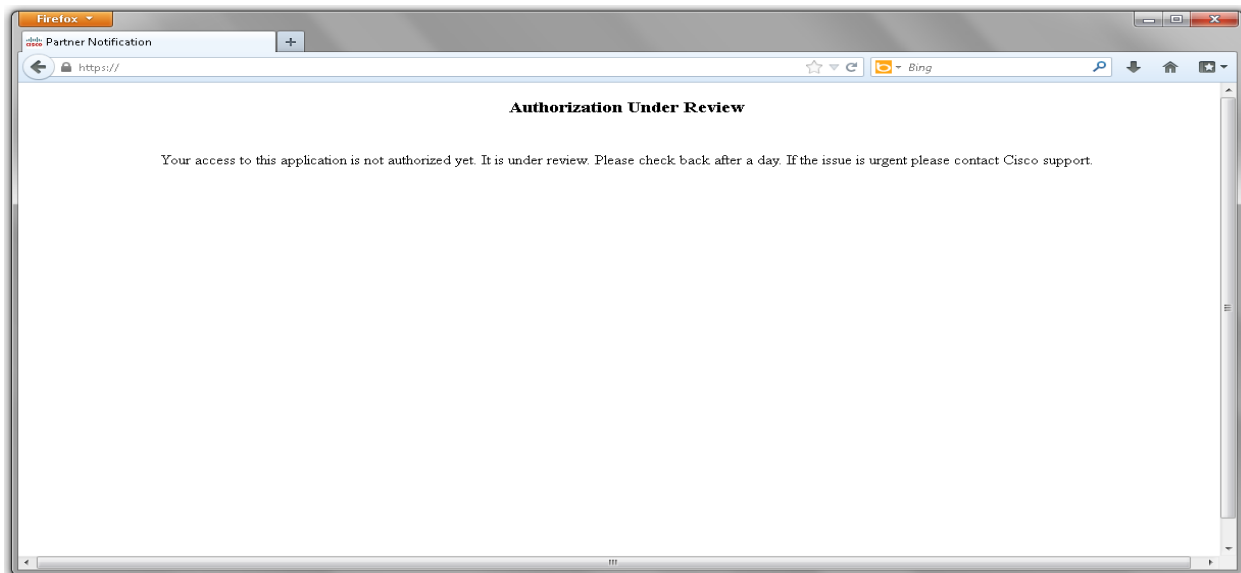 Firefox
CISCO Partner Notification
https://
Bing
Authorization Under Review
Your access to this application is not authorized yet. It is under review. Please check back after a day. If the issue is urgent please contact Cisco support.